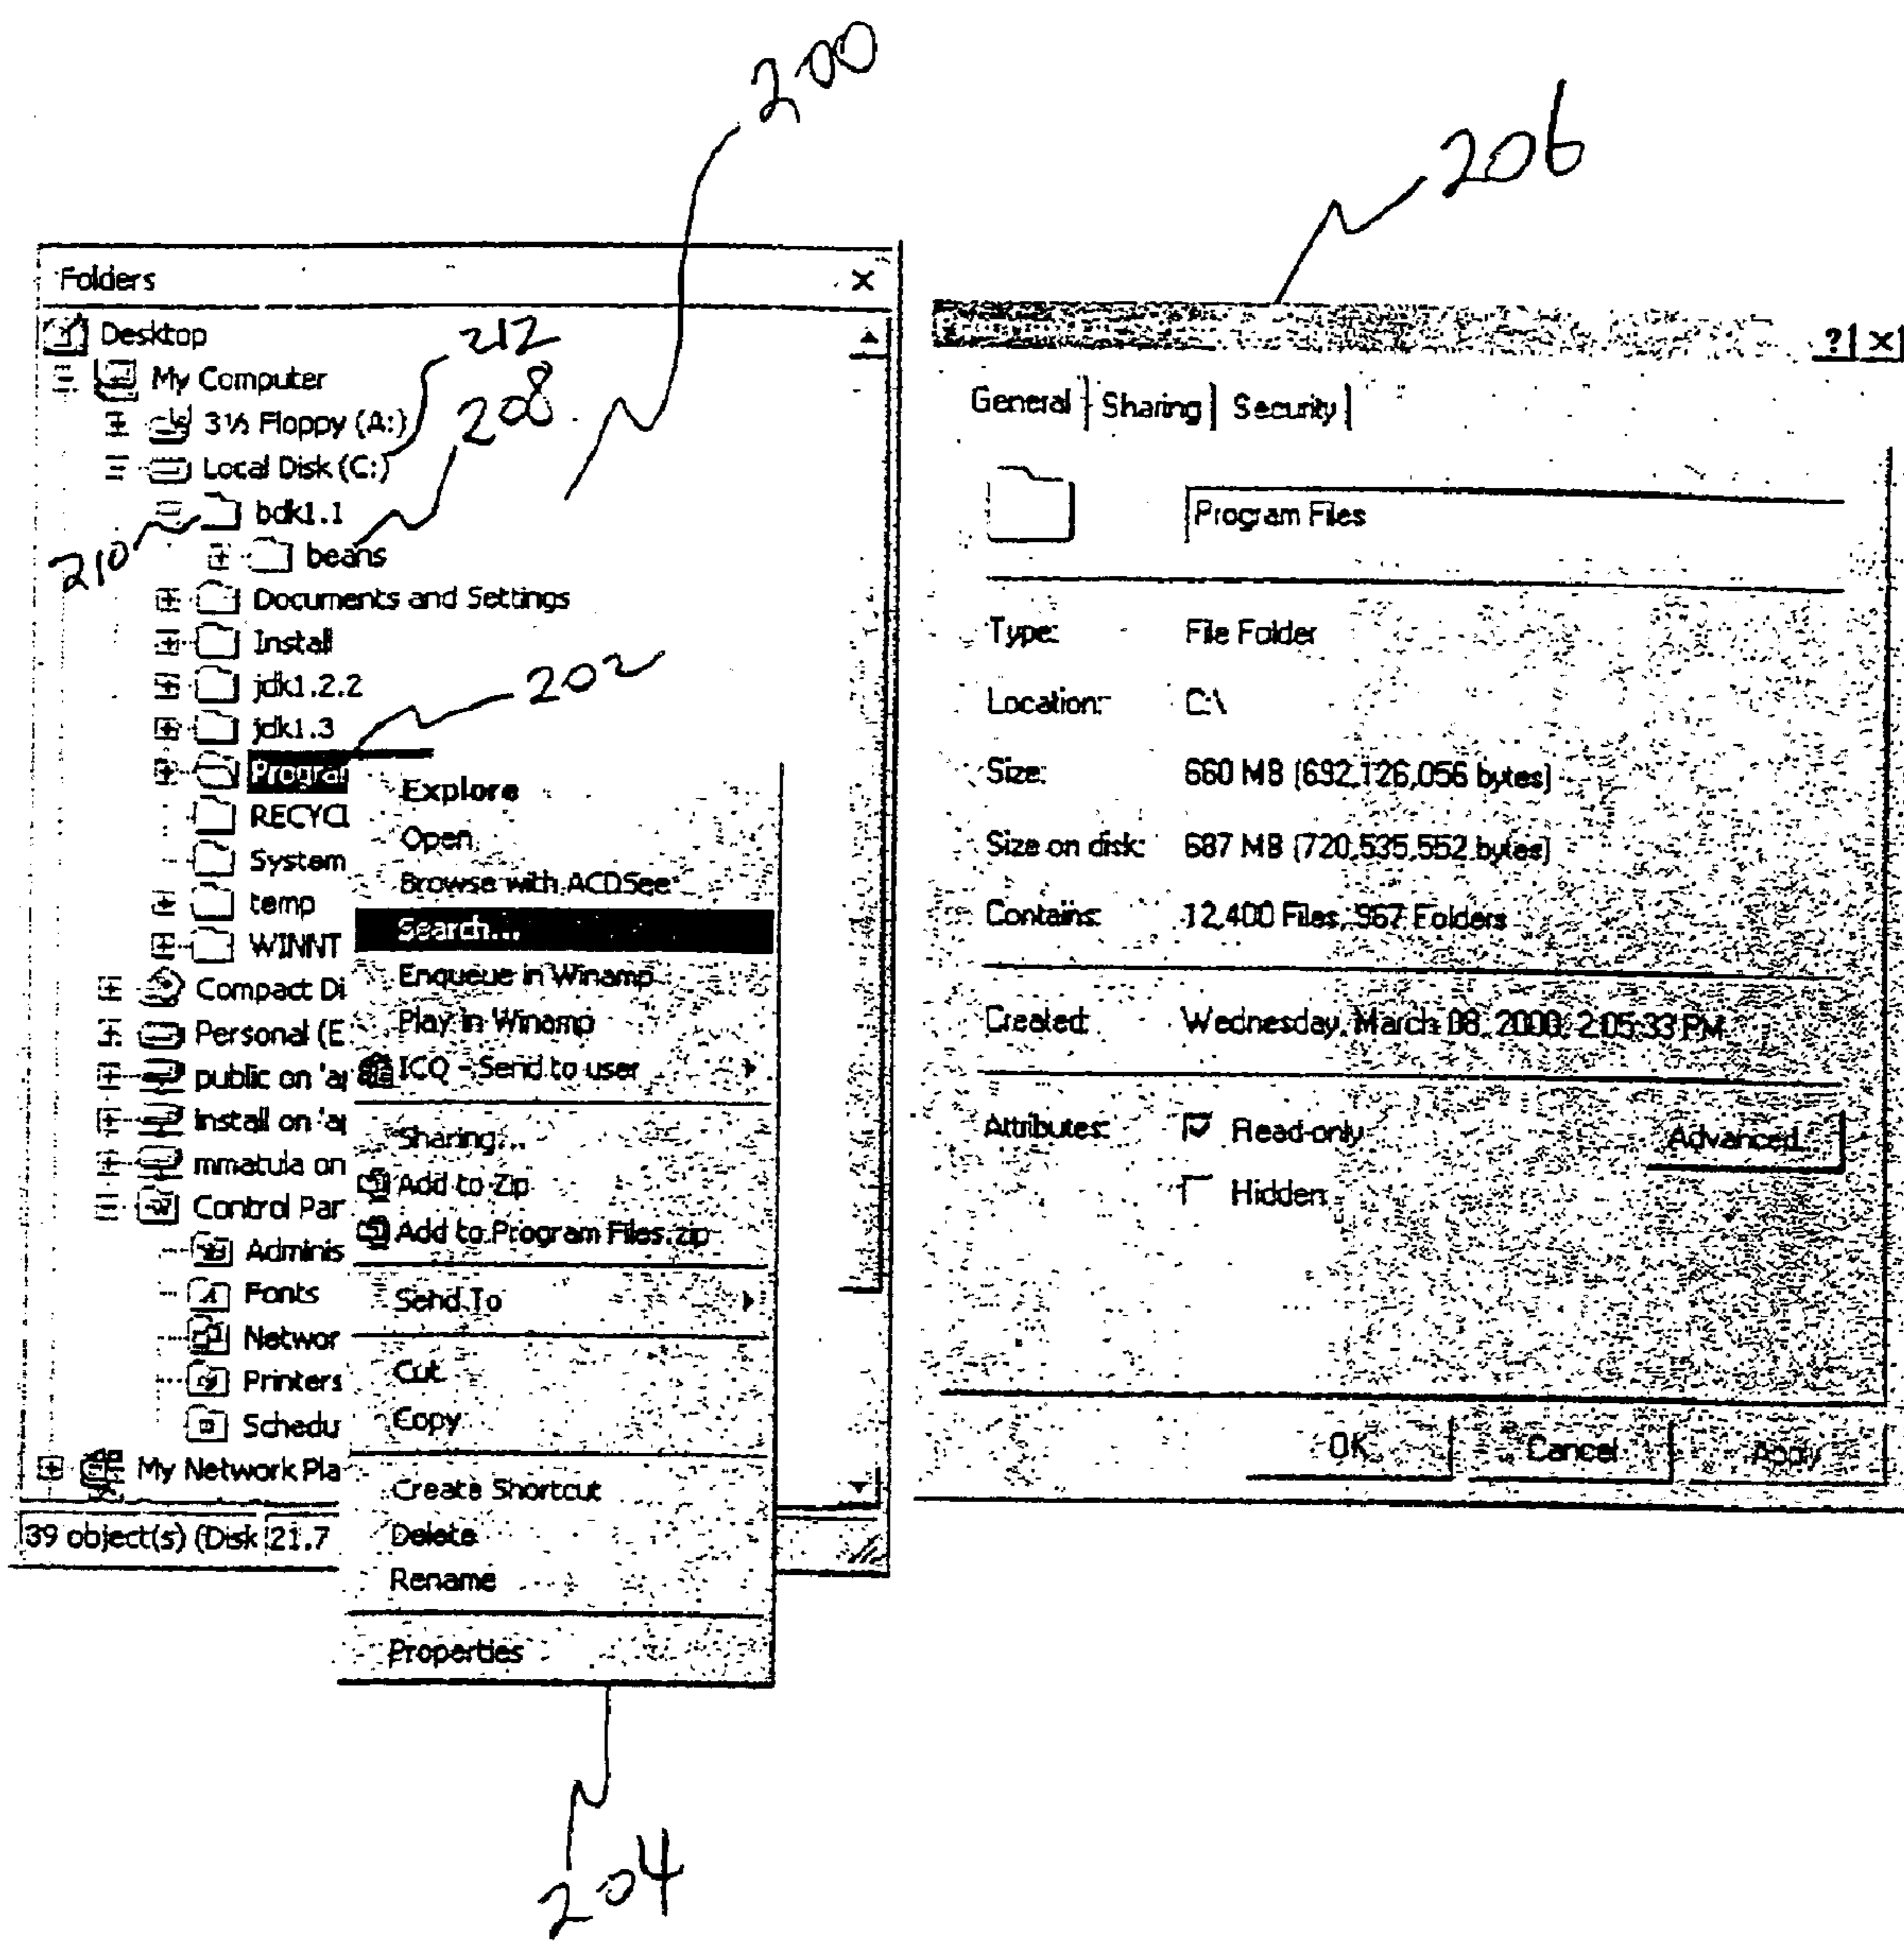 200
206
Folders
Desktop
212
My Computer
208
3½ Floppy (A:)
Local Disk (C:)
bdk1.1
210
beans
Documents and Settings
Install
jdk1.2.2
202
jdk1.3
Progra
RECYCL
System
temp
WINNT
Compact Di
Personal (E
public on 'a
install on 'a
mmatula on
Control Par
Adminis
Fonts
Networ
Printers
Schedu
My Network Pla
39 object(s) (Disk 21.7
Explore
Open
Browse with ACDSee
Search...
Enqueue in Winamp
Play in Winamp
ICQ - Send to user
Sharing...
Add to Zip
Add to Program Files.zip
Send To
Cut
Copy
Create Shortcut
Delete
Rename
Properties
204
General Sharing Security
Program Files
Type: File Folder
Location: C:\
Size: 660 MB (692,126,056 bytes)
Size on disk: 687 MB (720,535,552 bytes)
Contains: 12,400 Files, 967 Folders
Created: Wednesday, March 08, 2000, 2:05:33 PM
Attributes: Read-only Advanced...
Hidden
OK Cancel Apply